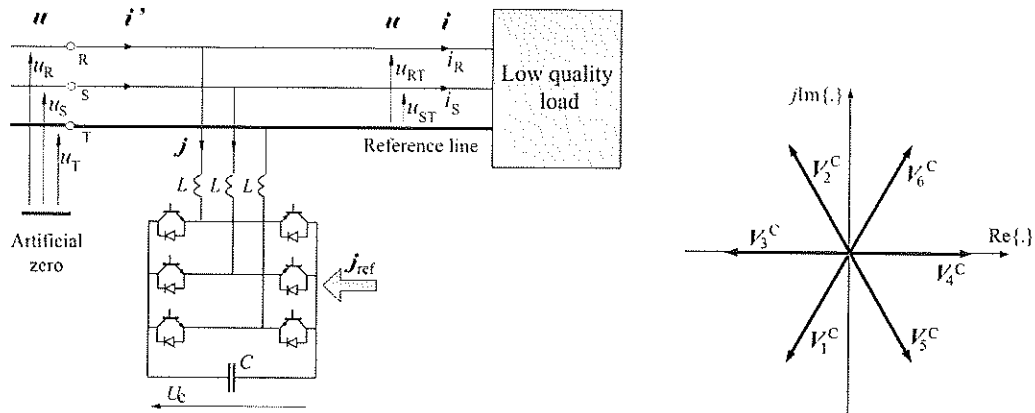 u i' u i
R i_R
u_R u_RT Low quality
S i_S load
u_S u_ST
T
u_T j Reference line
L L L
Artificial
zero
j_ref
C
U_c
jIm{.}
V_2^C V_6^C
V_3^C Re{.}
V_4^C
V_1^C V_5^C